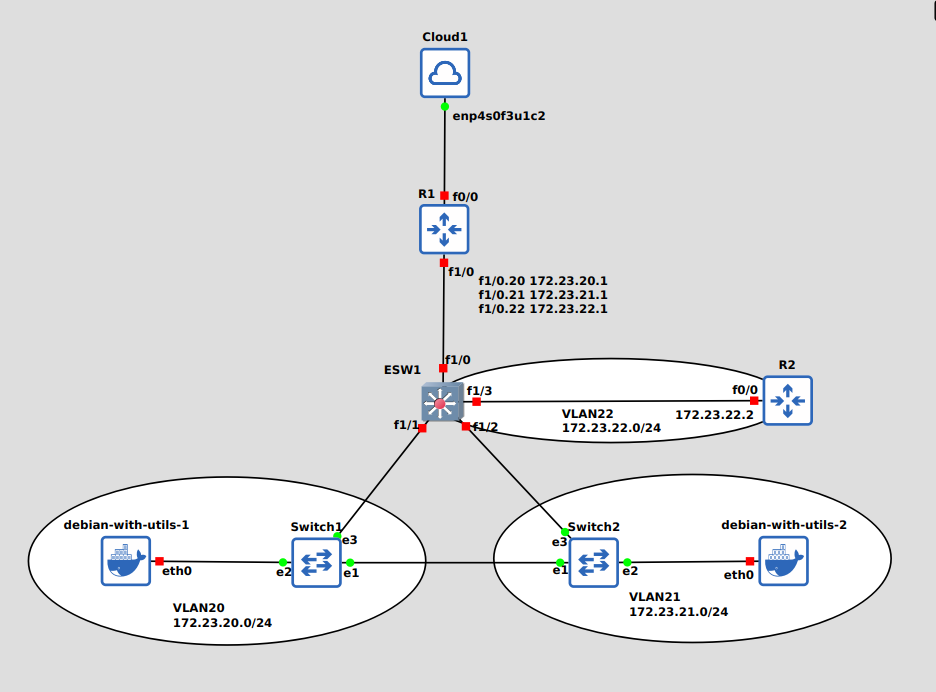 Cloud1
enp4s0f3u1c2
R1
f0/0
f1/0
f1/0.20 172.23.20.1
f1/0.21 172.23.21.1
f1/0.22 172.23.22.1
f1/0
ESW1
R2
f1/3
f0/0
VLAN22
172.23.22.2
172.23.22.0/24
f1/1
f1/2
debian-with-utils-1
Switch1
Switch2
debian-with-utils-2
e3
e3
eth0
e2
e1
e1
e2
eth0
VLAN20
172.23.20.0/24
VLAN21
172.23.21.0/24